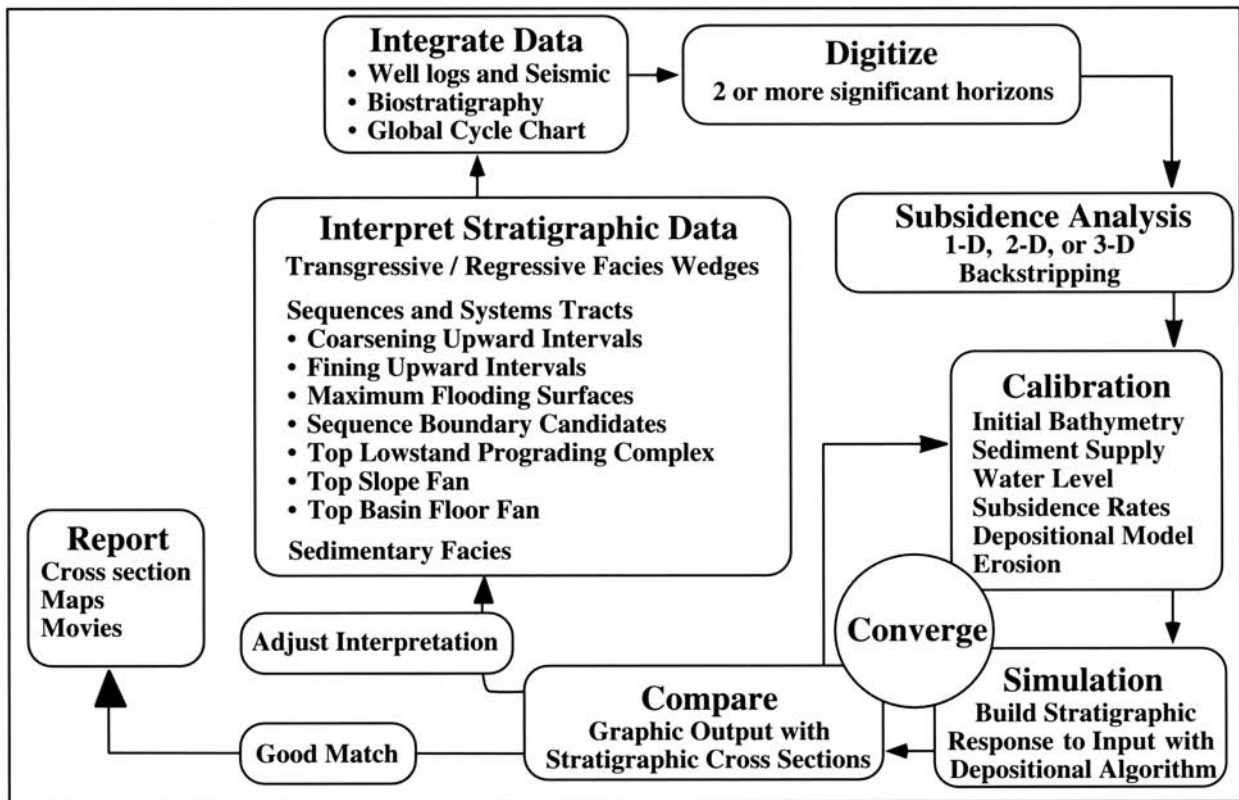 Integrate Data
• Well logs and Seismic
• Biostratigraphy
• Global Cycle Chart
Digitize
2 or more significant horizons
Subsidence Analysis
1-D, 2-D, or 3-D
Backstripping
Interpret Stratigraphic Data
Transgressive / Regressive Facies Wedges
Sequences and Systems Tracts
• Coarsening Upward Intervals
• Fining Upward Intervals
• Maximum Flooding Surfaces
• Sequence Boundary Candidates
• Top Lowstand Prograding Complex
• Top Slope Fan
• Top Basin Floor Fan
Sedimentary Facies
Calibration
Initial Bathymetry
Sediment Supply
Water Level
Subsidence Rates
Depositional Model
Erosion
Converge
Simulation
Build Stratigraphic
Response to Input with
Depositional Algorithm
Compare
Graphic Output with
Stratigraphic Cross Sections
Adjust Interpretation
Good Match
Report
Cross section
Maps
Movies